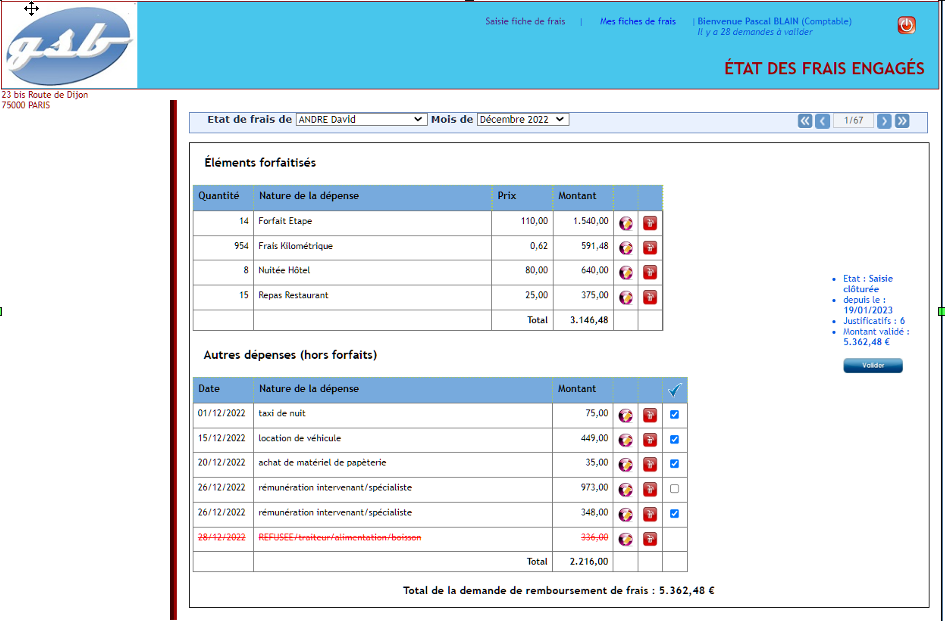 gsb
Saisie fiche de frais | Mes fiches de frais | Bienvenue Pascal BLAIN (Comptable)
Il y a 28 demandes à valider
ÉTAT DES FRAIS ENGAGÉS
23 bis Route de Dijon
75000 PARIS
Etat de frais de ANDRE David Mois de Décembre 2022 1/67
Éléments forfaitisés
Quantité Nature de la dépense Prix Montant
14 Forfait Etape 110,00 1.540,00
954 Frais Kilométrique 0,62 591,48
8 Nuitée Hôtel 80,00 640,00
15 Repas Restaurant 25,00 375,00
Total 3.146,48
Etat : Saisie
clôturée
depuis le :
19/01/2023
Justificatifs : 6
Montant validé :
5.362,48 €
Valider
Autres dépenses (hors forfaits)
Date Nature de la dépense Montant
01/12/2022 taxi de nuit 75,00
15/12/2022 location de véhicule 449,00
20/12/2022 achat de matériel de papèterie 35,00
26/12/2022 rémunération intervenant/spécialiste 973,00
26/12/2022 rémunération intervenant/spécialiste 348,00
28/12/2022 REFUSEE/traiteur/alimentation/boisson 336,00
Total 2.216,00
Total de la demande de remboursement de frais : 5.362,48 €